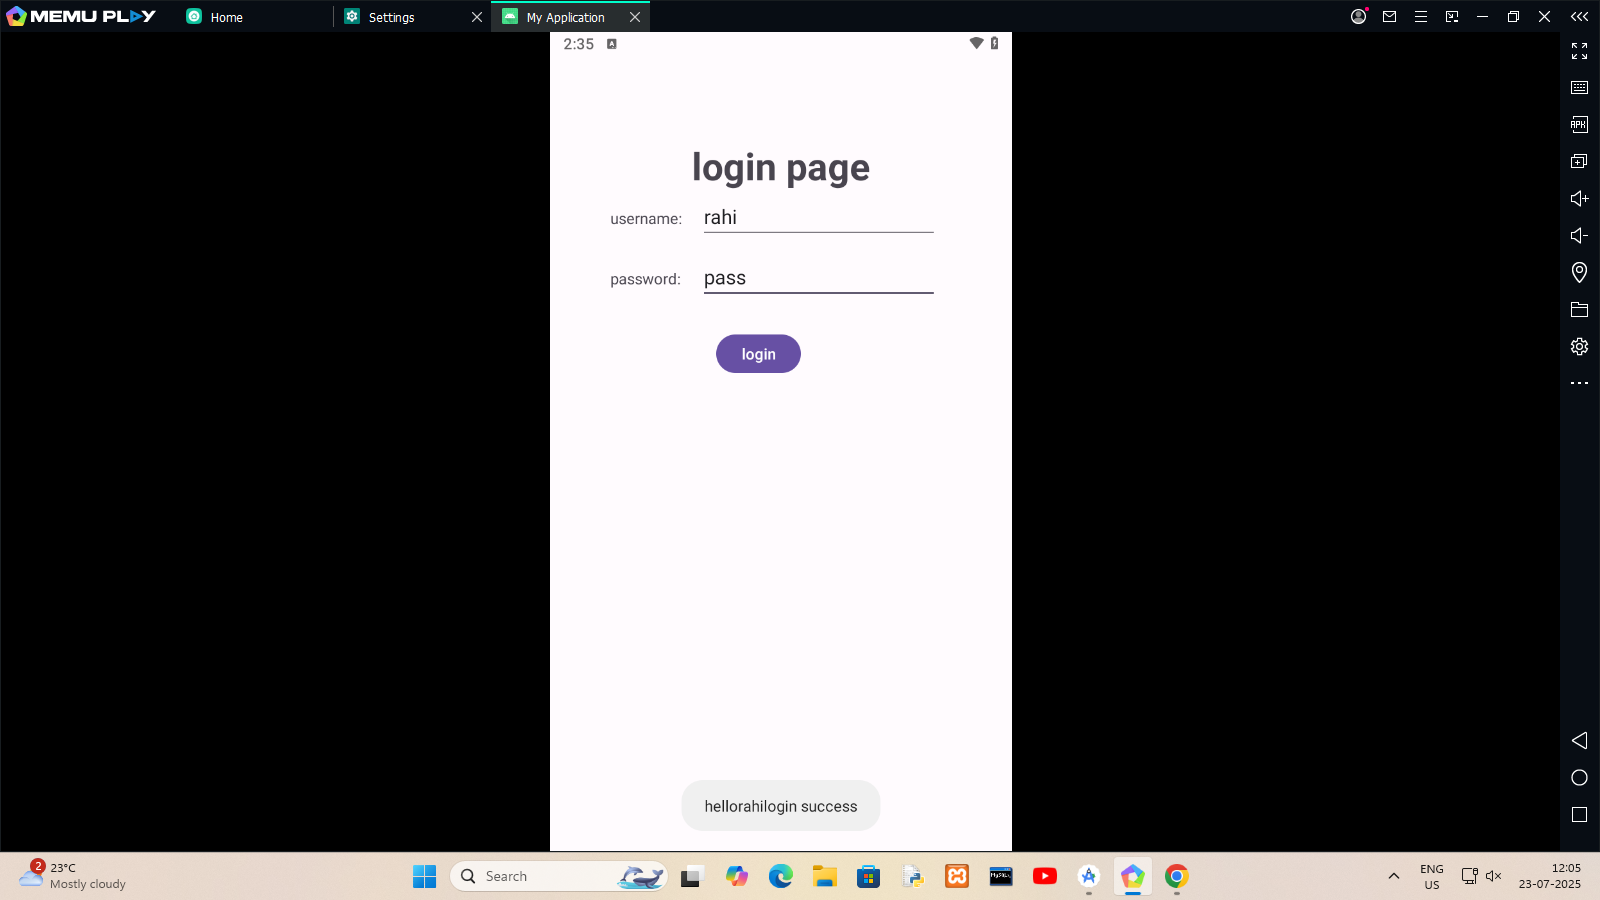 MEMU PLAY
Home
Settings
My Application
2:35
A
APK
login page
username: rahi
password: pass
login
hellorahilogin success
2
23°C
Mostly cloudy
Search
MySQL
ENG
US
12:05
23-07-2025